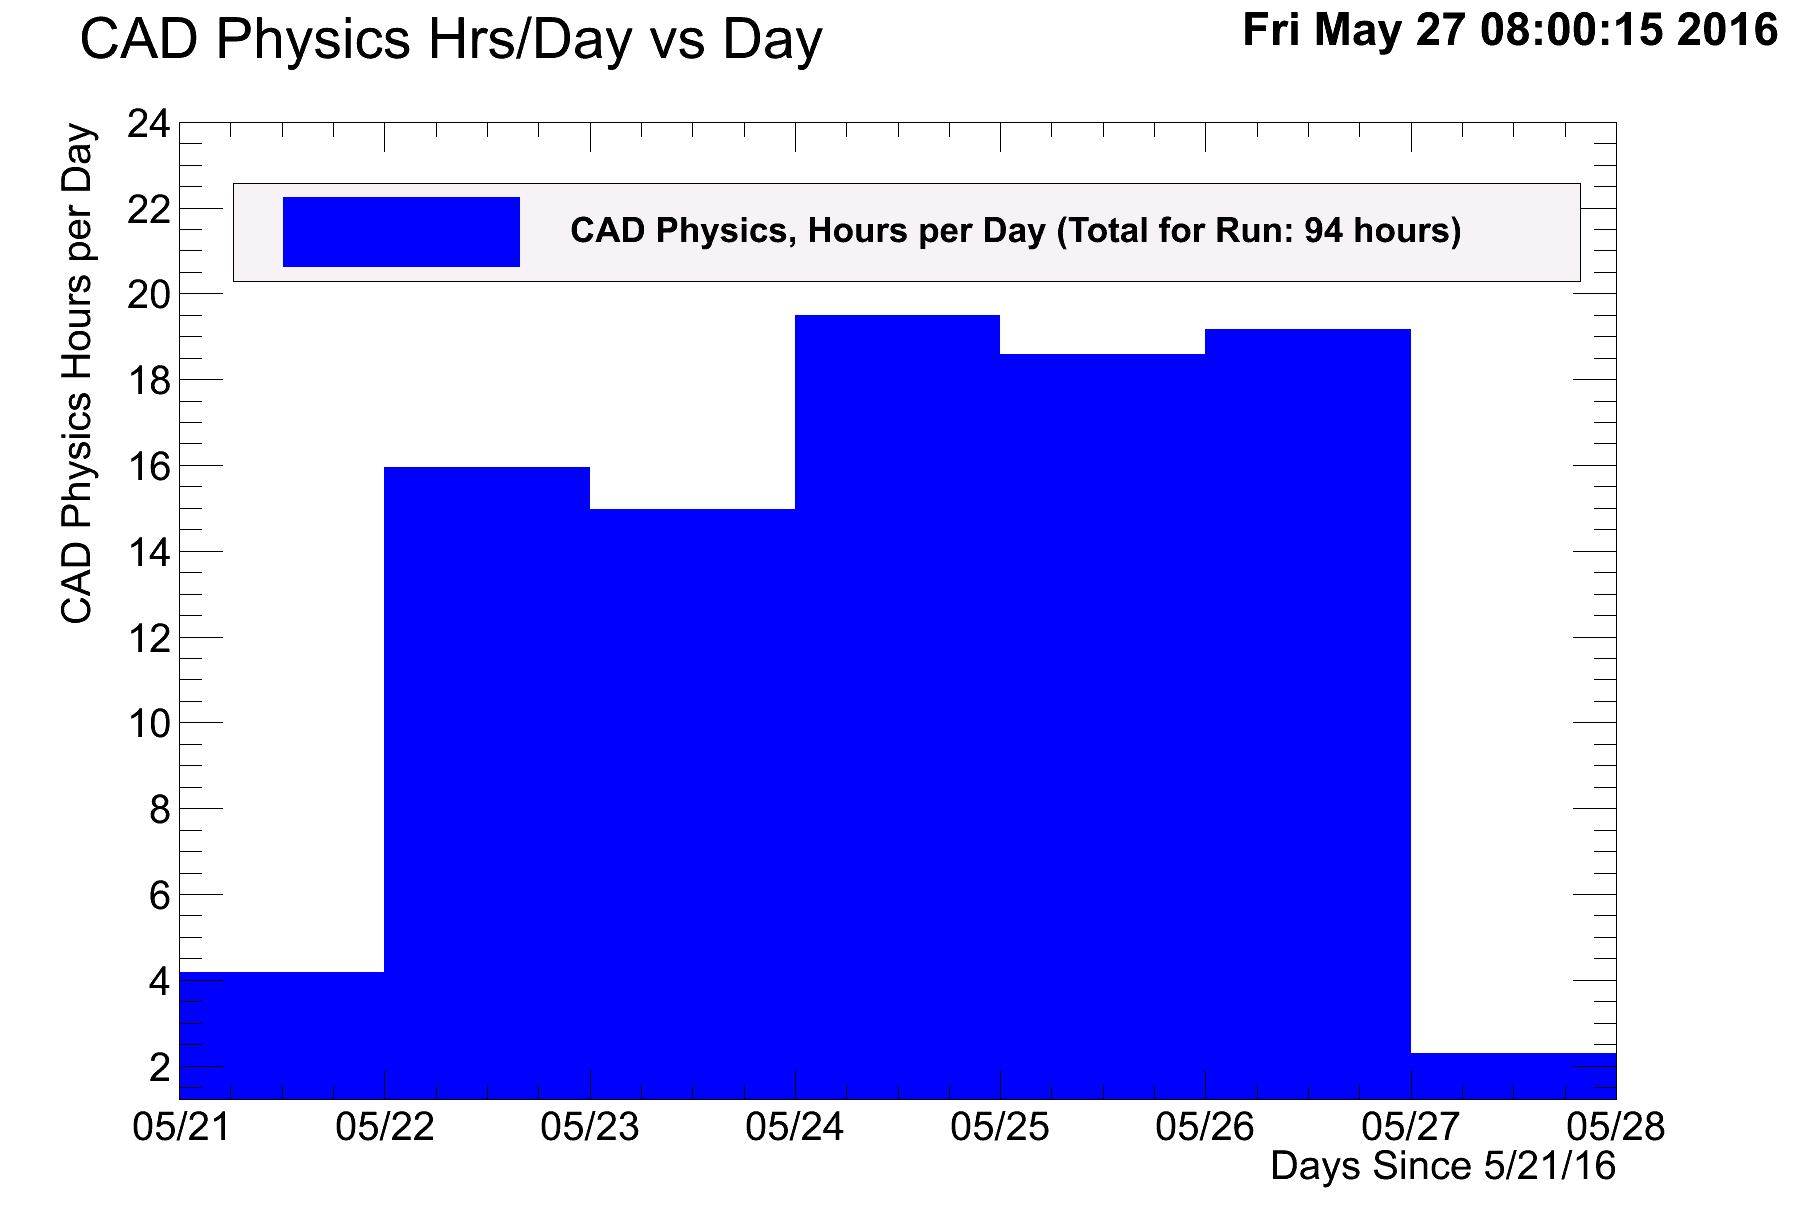 CAD Physics Hrs/Day vs Day
Fri May 27 08:00:15 2016
CAD Physics Hours per Day
24
22
20
18
16
14
12
10
8
6
4
2
CAD Physics, Hours per Day (Total for Run: 94 hours)
05/21 05/22 05/23 05/24 05/25 05/26 05/27 05/28
Days Since 5/21/16